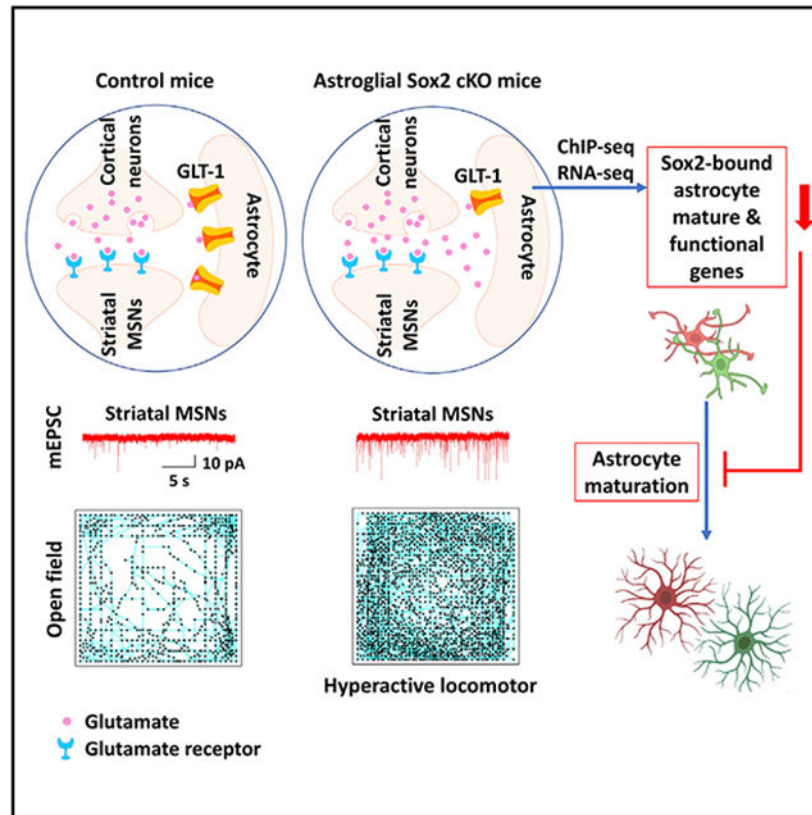 Control mice
Astroglial Sox2 cKO mice
Cortical
neurons
GLT-1
Astrocyte
Striatal
MSNs
Cortical
neurons
GLT-1
Astrocyte
Striatal
MSNs
ChIP-seq
RNA-seq
Sox2-bound
astrocyte
mature &
functional
genes
mEPSC
Striatal MSNs
10 pA
5 s
Striatal MSNs
Astrocyte
maturation
Open field
Hyperactive locomotor
Glutamate
Glutamate receptor